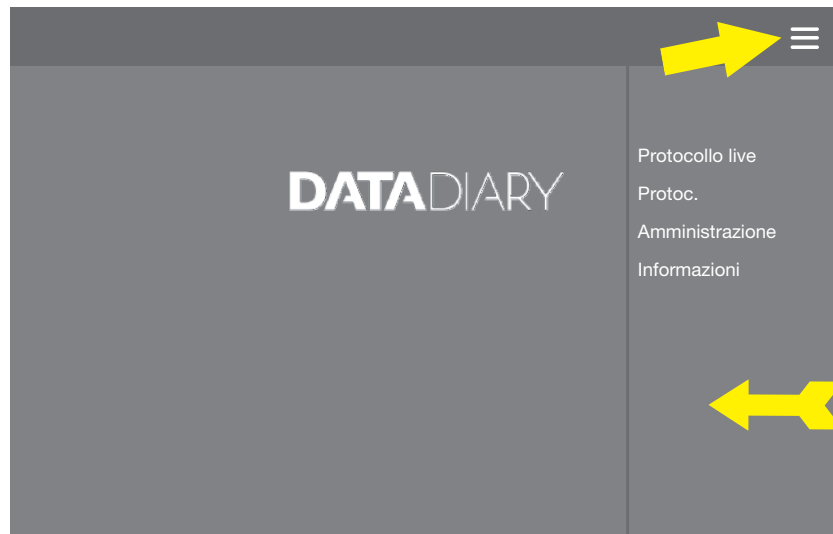 DATADIARY
Protocollo live
Protoc.
Amministrazione
Informazioni